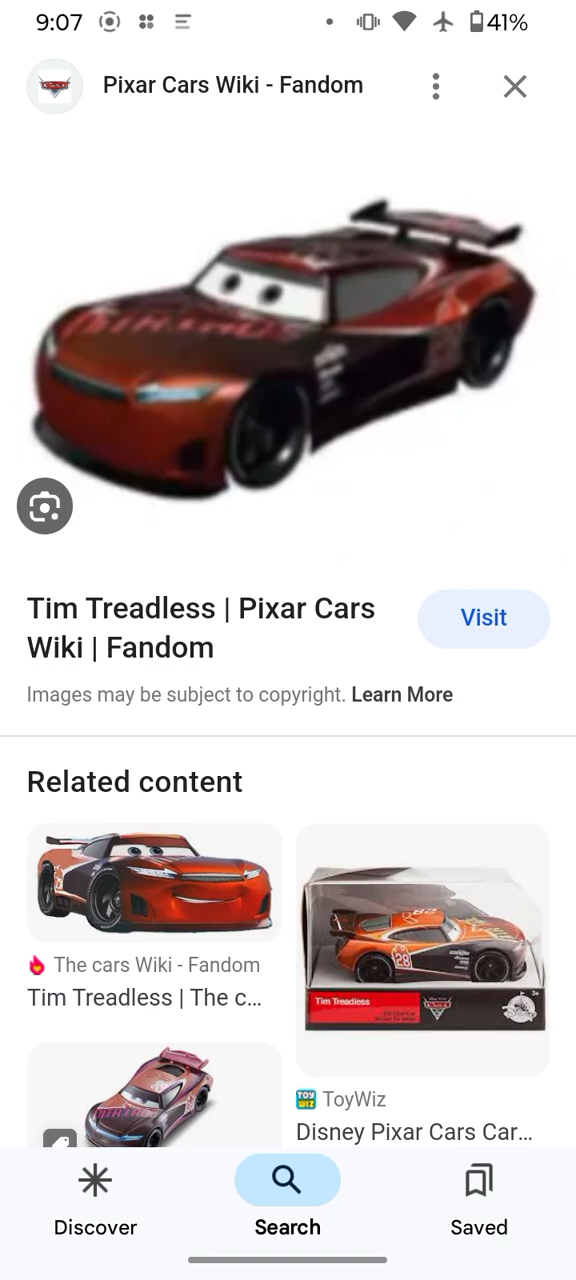 9:07
41%
Pixar Cars Wiki - Fandom
Tim Treadless | Pixar Cars
Wiki | Fandom
Visit
Images may be subject to copyright. Learn More
Related content
The cars Wiki - Fandom
Tim Treadless | The c...
28
Tim Treadless
TOY
WIZ
ToyWiz
Disney Pixar Cars Car...
Discover
Search
Saved